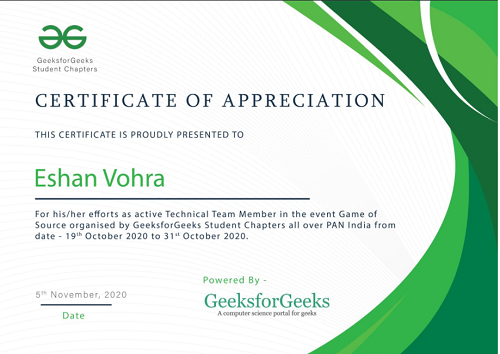 GeeksforGeeks
Student Chapters
CERTIFICATE OF APPRECIATION
THIS CERTIFICATE IS PROUDLY PRESENTED TO
Eshan Vohra
For his/her efforts as active Technical Team Member in the event Game of
Source organised by GeeksforGeeks Student Chapters all over PAN India from
date - 19th October 2020 to 31st October 2020.
Powered By -
5th November, 2020
GeeksforGeeks
A computer science portal for geeks
Date